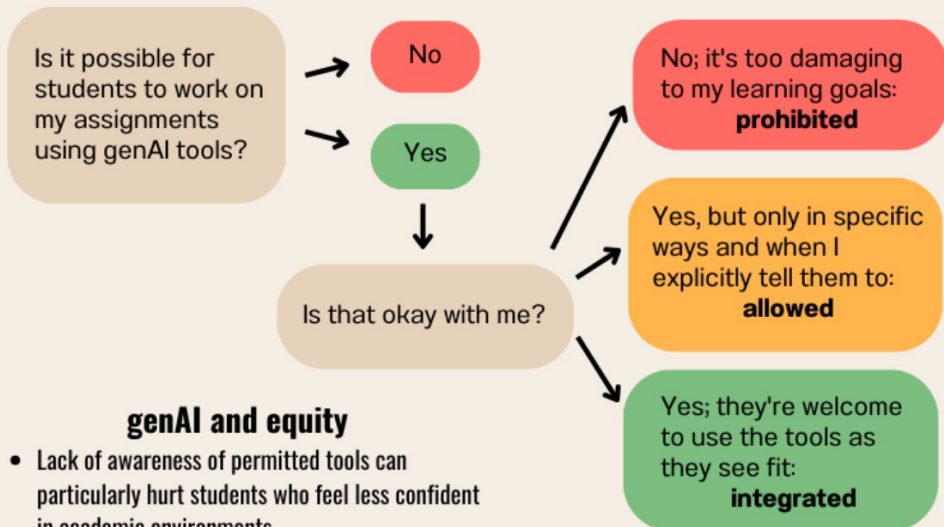 Is it possible for
students to work on
my assignments
using genAI tools?
No
Yes
Is that okay with me?
No; it's too damaging
to my learning goals:
prohibited
Yes, but only in specific
ways and when I
explicitly tell them to:
allowed
Yes; they're welcome
to use the tools as
they see fit:
integrated
genAI and equity
• Lack of awareness of permitted tools can
particularly hurt students who feel less confident
in academic environments